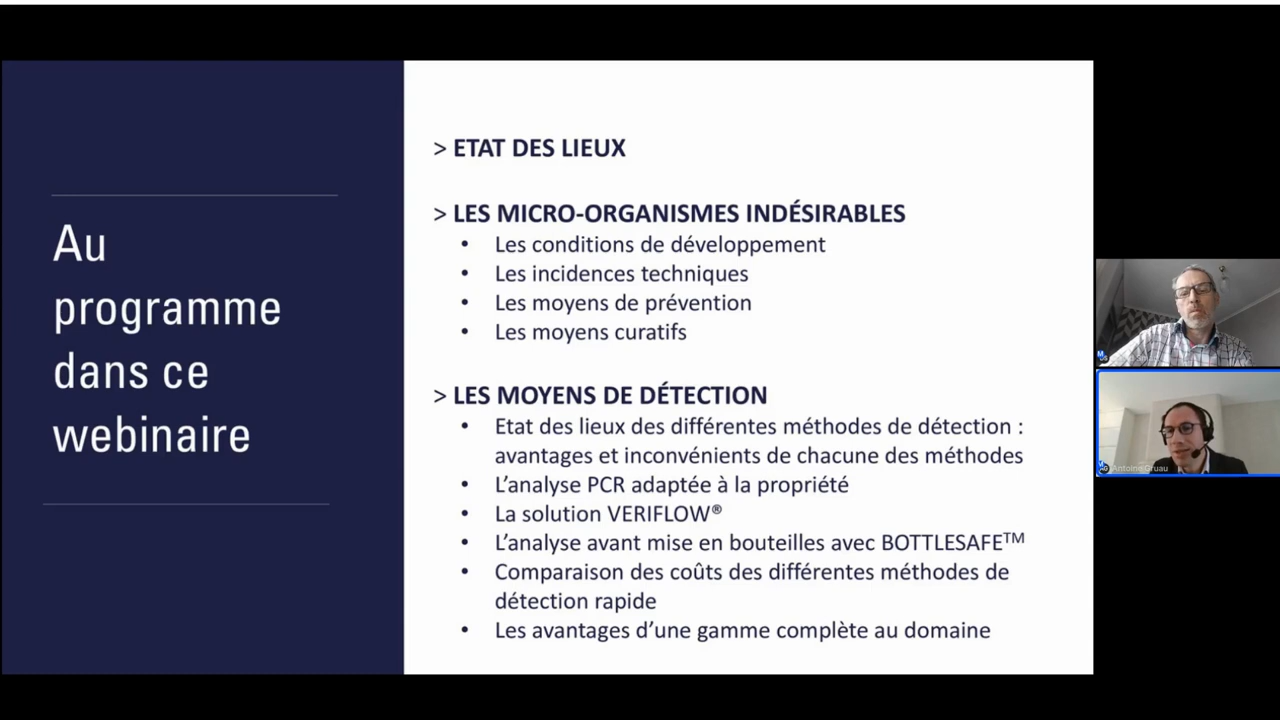 Au
programme
dans ce
webinaire
> ETAT DES LIEUX
> LES MICRO-ORGANISMES INDÉSIRABLES
• Les conditions de développement
• Les incidences techniques
• Les moyens de prévention
• Les moyens curatifs
> LES MOYENS DE DÉTECTION
• Etat des lieux des différentes méthodes de détection :
avantages et inconvénients de chacune des méthodes
• L’analyse PCR adaptée à la propriété
• La solution VERIFLOW®
• L’analyse avant mise en bouteilles avec BOTTLESAFE™
• Comparaison des coûts des différentes méthodes de
détection rapide
• Les avantages d’une gamme complète au domaine
Antoine Gruau